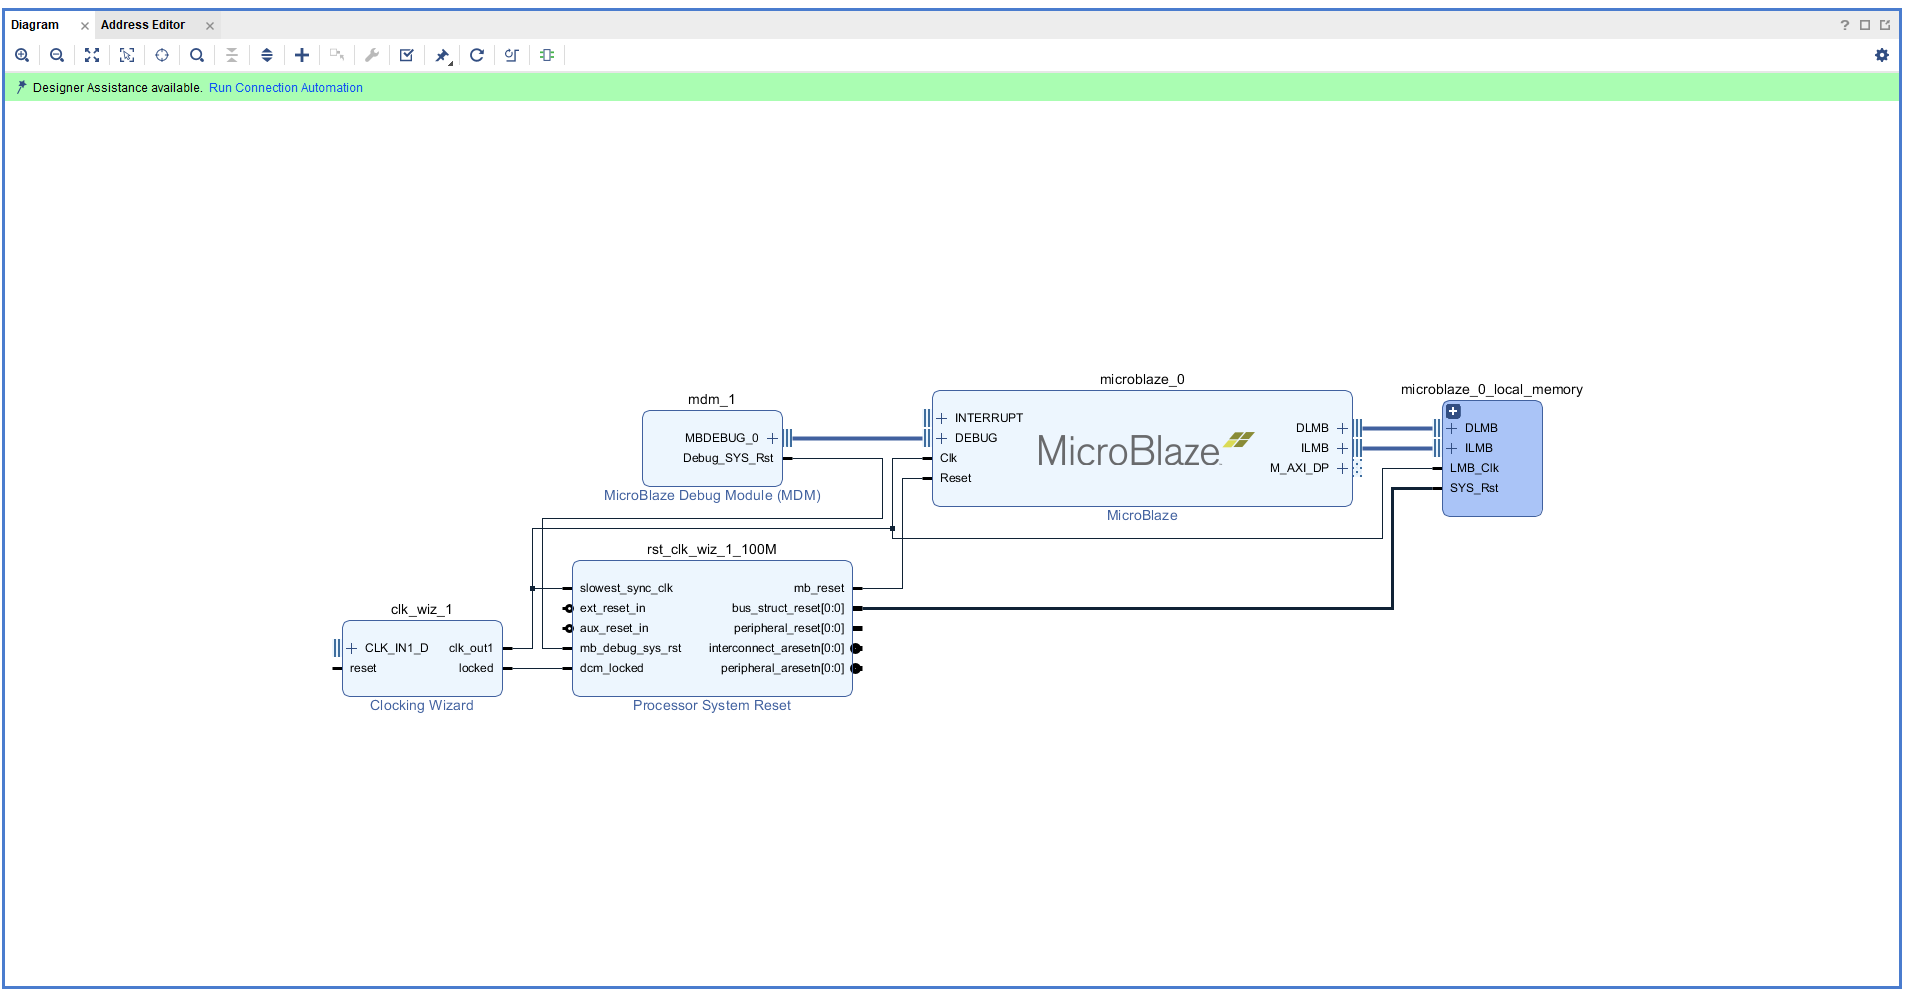 Diagram
Address Editor
Designer Assistance available. Run Connection Automation
microblaze_0
microblaze_0_local_memory
mdm_1
INTERRUPT
DEBUG
Clk
Reset
MicroBlaze
DLMB
ILMB
M_AXI_DP
DLMB
ILMB
LMB_Clk
SYS_Rst
MBDEBUG_0
Debug_SYS_Rst
MicroBlaze Debug Module (MDM)
MicroBlaze
rst_clk_wiz_1_100M
slowest_sync_clk
ext_reset_in
aux_reset_in
mb_debug_sys_rst
dcm_locked
mb_reset
bus_struct_reset[0:0]
peripheral_reset[0:0]
interconnect_aresetn[0:0]
peripheral_aresetn[0:0]
Processor System Reset
clk_wiz_1
CLK_IN1_D
reset
clk_out1
locked
Clocking Wizard